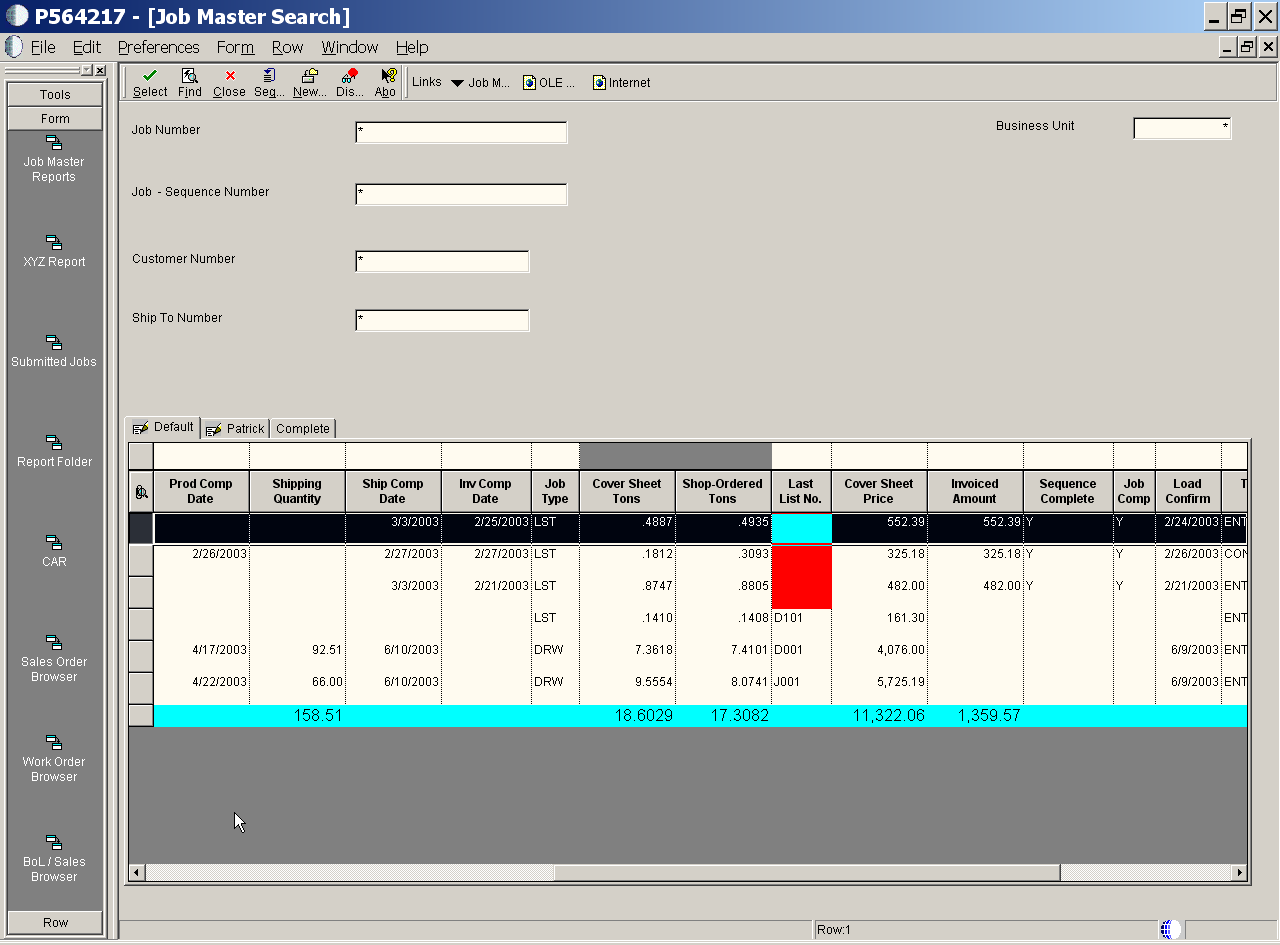 P564217 - [Job Master Search]
File Edit Preferences Form Row Window Help
Select Find Close Seq... New... Dis... Abo Links Job M... OLE ... Internet
Tools
Form
Job Master
Reports
XYZ Report
Submitted Jobs
Report Folder
CAR
Sales Order
Browser
Work Order
Browser
BoL / Sales
Browser
Row
Job Number * Business Unit *
Job - Sequence Number *
Customer Number *
Ship To Number *
Default Patrick Complete
Prod Comp Shipping Ship Comp Inv Comp Job Cover Sheet Shop-Ordered Last Cover Sheet Invoiced Sequence Job Load T
Date Quantity Date Date Type Tons Tons List No. Price Amount Complete Comp Confirm
3/3/2003 2/25/2003 LST .4887 .4935 552.39 552.39 Y Y 2/24/2003 ENT
2/26/2003 2/27/2003 2/27/2003 LST .1812 .3093 325.18 325.18 Y Y 2/26/2003 CON
3/3/2003 2/21/2003 LST .8747 .8805 482.00 482.00 Y Y 2/21/2003 ENT
LST .1410 .1408 D101 161.30 ENT
4/17/2003 92.51 6/10/2003 DRW 7.3618 7.4101 D001 4,076.00 6/9/2003 ENT
4/22/2003 66.00 6/10/2003 DRW 9.5554 8.0741 J001 5,725.19 6/9/2003 ENT
158.51 18.6029 17.3082 11,322.06 1,359.57
Row:1